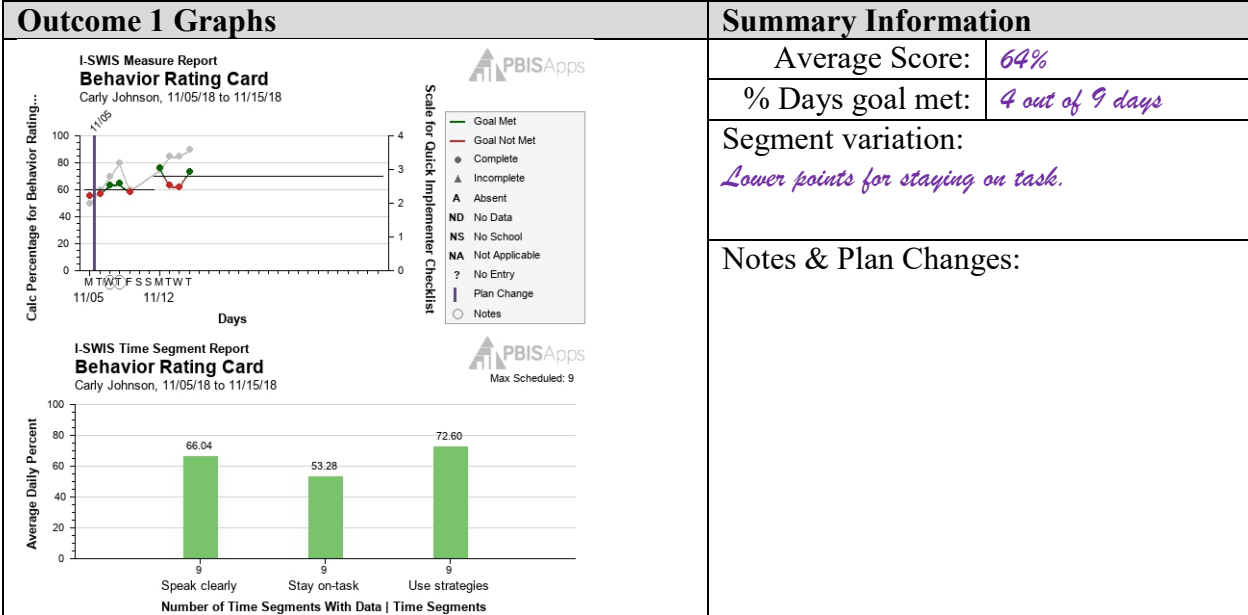 Outcome 1 Graphs
Summary Information
I-SWIS Measure Report
Behavior Rating Card
Carly Johnson, 11/05/18 to 11/15/18
PBISApps
Calc Percentage for Behavior Rating...
11/05
100
80
60
40
20
0
4
3
2
1
0
M T W T F S S M T W T
11/05 11/12
Days
Scale for Quick Implementer Checklist
Goal Met
Goal Not Met
Complete
Incomplete
A Absent
ND No Data
NS No School
NA Not Applicable
? No Entry
Plan Change
Notes
I-SWIS Time Segment Report
Behavior Rating Card
Carly Johnson, 11/05/18 to 11/15/18
PBISApps
Max Scheduled: 9
Average Daily Percent
100
80
60
40
20
0
66.04
53.28
72.60
9 9 9
Speak clearly Stay on-task Use strategies
Number of Time Segments With Data | Time Segments
Average Score: 64%
% Days goal met: 4 out of 9 days
Segment variation:
Lower points for staying on task.
Notes & Plan Changes: